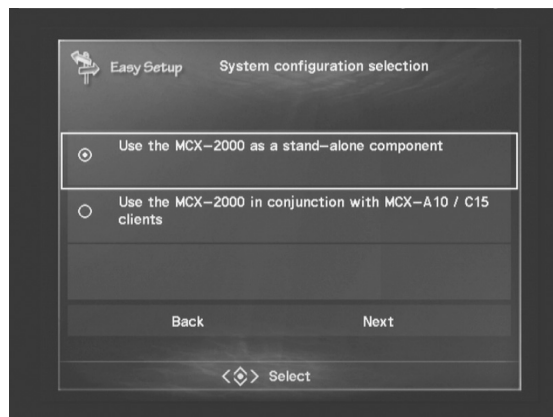 Easy Setup
System configuration selection
Use the MCX-2000 as a stand-alone component
Use the MCX-2000 in conjunction with MCX-A10 / C15
clients
Back
Next
Select